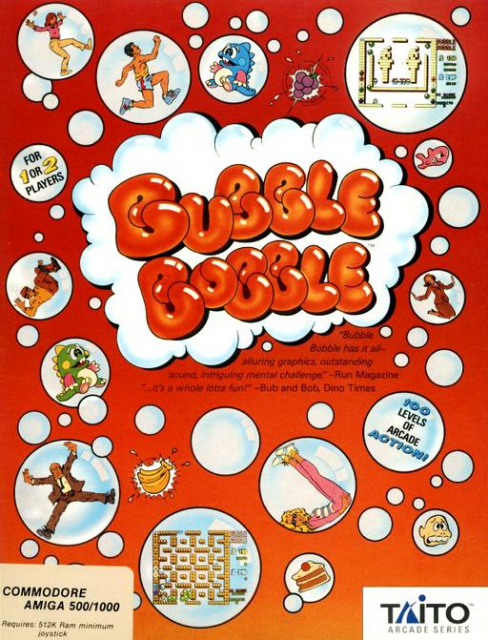 FOR
1 OR 2
PLAYERS
BUBBLE
BOBBLE
TM
"Bubble
Bobble has it all–
alluring graphics, outstanding
sound, intriguing mental challenge." –Run Magazine
"...it's a whole lotta fun!" –Bub and Bob, Dino Times
100
LEVELS
OF
ARCADE
ACTION!
COMMODORE
AMIGA 500/1000
Requires: 512K Ram minimum
joystick
TAITO
ARCADE SERIES